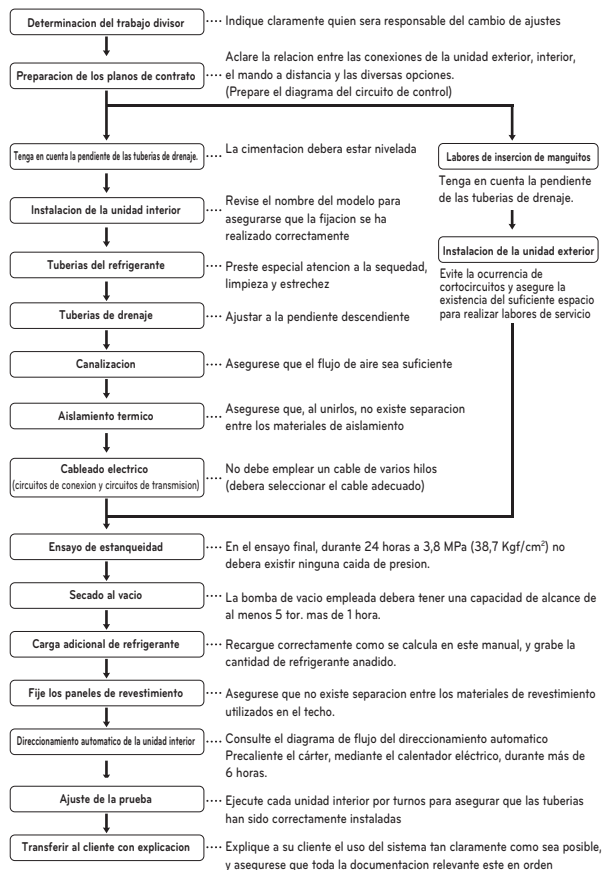 Determinacion del trabajo divisor
···· Indique claramente quien sera responsable del cambio de ajustes
Preparacion de los planos de contrato
···· Aclare la relacion entre las conexiones de la unidad exterior, interior,
el mando a distancia y las diversas opciones.
(Prepare el diagrama del circuito de control)
Tenga en cuenta la pendiente de las tuberias de drenaje.
···· La cimentacion debera estar nivelada
Instalacion de la unidad interior
···· Revise el nombre del modelo para
asegurarse que la fijacion se ha
realizado correctamente
Tuberias del refrigerante
···· Preste especial atencion a la sequedad,
limpieza y estrechez
Tuberias de drenaje
···· Ajustar a la pendiente descendiente
Canalizacion
···· Asegurese que el flujo de aire sea suficiente
Aislamiento termico
···· Asegurese que, al unirlos, no existe separacion
entre los materiales de aislamiento
Cableado electrico
(circuitos de conexion y circuitos de transmision)
···· No debe emplear un cable de varios hilos
(debera seleccionar el cable adecuado)
Labores de insercion de manguitos
Tenga en cuenta la pendiente
de las tuberias de drenaje.
Instalacion de la unidad exterior
Evite la ocurrencia de
cortocircuitos y asegure la
existencia del suficiente espacio
para realizar labores de servicio
Ensayo de estanqueidad
···· En el ensayo final, durante 24 horas a 3,8 MPa (38,7 Kgf/cm²) no
debera existir ninguna caida de presion.
Secado al vacio
···· La bomba de vacio empleada debera tener una capacidad de alcance de
al menos 5 tor. mas de 1 hora.
Carga adicional de refrigerante
···· Recargue correctamente como se calcula en este manual, y grabe la
cantidad de refrigerante anadido.
Fije los paneles de revestimiento
···· Asegurese que no existe separacion entre los materiales de revestimiento
utilizados en el techo.
Direccionamiento automatico de la unidad interior
···· Consulte el diagrama de flujo del direccionamiento automatico
Precaliente el cárter, mediante el calentador eléctrico, durante más de
6 horas.
Ajuste de la prueba
···· Ejecute cada unidad interior por turnos para asegurar que las tuberias
han sido correctamente instaladas
Transferir al cliente con explicacion
···· Explique a su cliente el uso del sistema tan claramente como sea posible,
y asegurese que toda la documentacion relevante este en orden